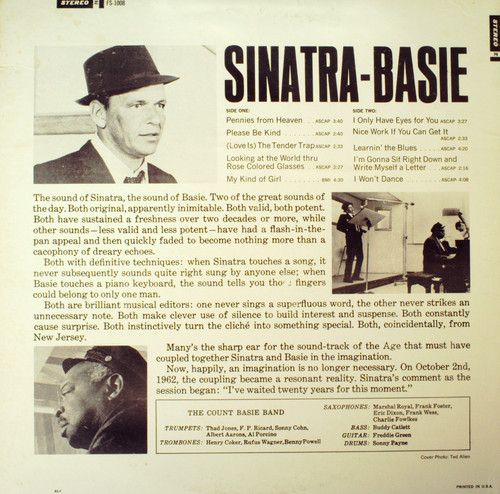 STEREO FS-1008
STEREO
FS
SINATRA-BASIE
SIDE ONE:
Pennies from Heaven . . ASCAP 3:40
Please Be Kind . . . . . . . ASCAP 2:40
(Love Is) The Tender Trap ASCAP 2:33
Looking at the World thru
Rose Colored Glasses . . ASCAP 2:27
My Kind of Girl . . . . . . . BMI 4:30
SIDE TWO:
I Only Have Eyes for You ASCAP 3:27
Nice Work If You Can Get It
ASCAP 2:33
Learnin' the Blues . . . . ASCAP 4:20
I'm Gonna Sit Right Down and
Write Myself a Letter . . ASCAP 2:16
I Won't Dance . . . . . . . ASCAP 4:08
The sound of Sinatra, the sound of Basie. Two of the great sounds of
the day. Both original, apparently inimitable. Both valid, both potent.
Both have sustained a freshness over two decades or more, while
other sounds—less valid and less potent—have had a flash-in-the-
pan appeal and then quickly faded to become nothing more than a
cacophony of dreary echoes.
Both with definitive techniques: when Sinatra touches a song, it
never subsequently sounds quite right sung by anyone else; when
Basie touches a piano keyboard, the sound tells you those fingers
could belong to only one man.
Both are brilliant musical editors: one never sings a superfluous word, the other never strikes an
unnecessary note. Both make clever use of silence to build interest and suspense. Both constantly
cause surprise. Both instinctively turn the cliché into something special. Both, coincidentally, from
New Jersey.
Many's the sharp ear for the sound-track of the Age that must have
coupled together Sinatra and Basie in the imagination.
Now, happily, an imagination is no longer necessary. On October 2nd,
1962, the coupling became a resonant reality. Sinatra's comment as the
session began: "I've waited twenty years for this moment."
THE COUNT BASIE BAND
TRUMPETS: Thad Jones, F. P. Ricard, Sonny Cohn,
Albert Aarons, Al Porcino
TROMBONES: Henry Coker, Rufus Wagner, Benny Powell
SAXOPHONES: Marshal Royal, Frank Foster,
Eric Dixon, Frank Wess,
Charlie Fowlkes
BASS: Buddy Catlett
GUITAR: Freddie Green
DRUMS: Sonny Payne
Cover Photo: Ted Allen
PRINTED IN U.S.A.